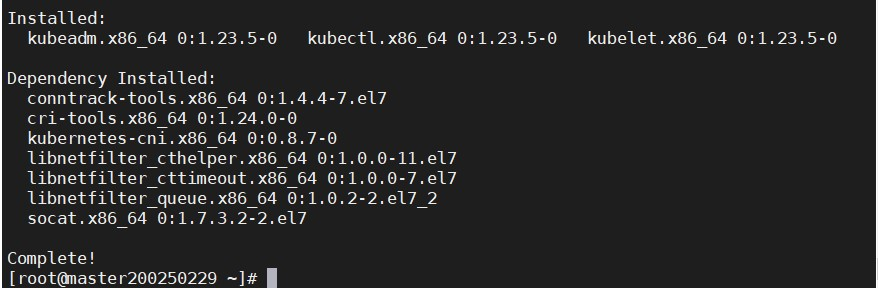 Installed:
  kubeadm.x86_64 0:1.23.5-0   kubectl.x86_64 0:1.23.5-0   kubelet.x86_64 0:1.23.5-0
Dependency Installed:
  conntrack-tools.x86_64 0:1.4.4-7.el7
  cri-tools.x86_64 0:1.24.0-0
  kubernetes-cni.x86_64 0:0.8.7-0
  libnetfilter_cthelper.x86_64 0:1.0.0-11.el7
  libnetfilter_cttimeout.x86_64 0:1.0.0-7.el7
  libnetfilter_queue.x86_64 0:1.0.2-2.el7_2
  socat.x86_64 0:1.7.3.2-2.el7
Complete!
[root@master200250229 ~]#